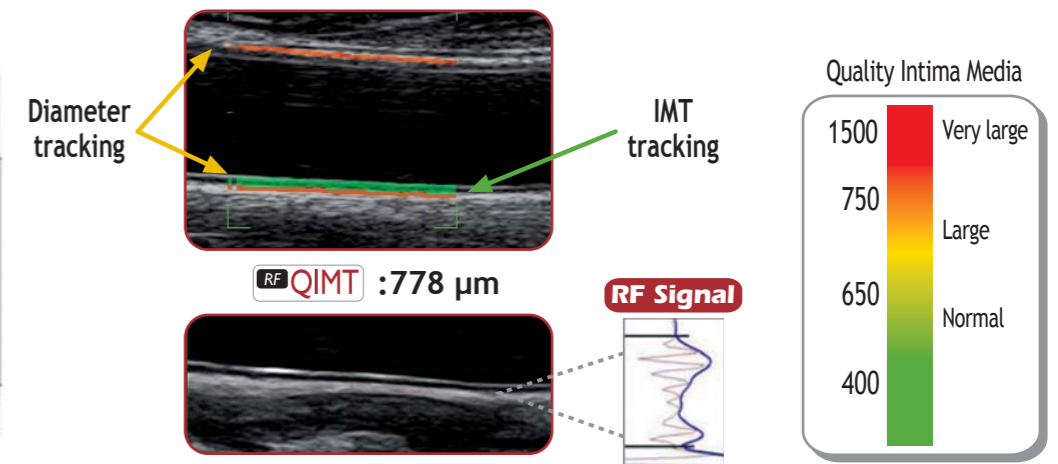 Diameter
tracking
IMT
tracking
RF QIMT :778 µm
RF Signal
Quality Intima Media
1500 Very large
750
Large
650
Normal
400